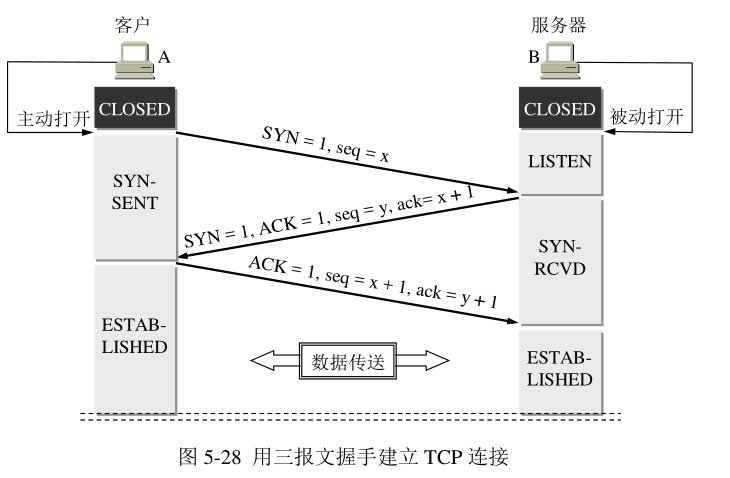 客户
服务器
A
B
CLOSED
CLOSED
主动打开
被动打开
SYN = 1, seq = x
LISTEN
SYN-
SENT
SYN = 1, ACK = 1, seq = y, ack= x + 1
SYN-
RCVD
ACK = 1, seq = x + 1, ack = y + 1
ESTAB-
LISHED
数据传送
ESTAB-
LISHED
图 5-28 用三报文握手建立 TCP 连接